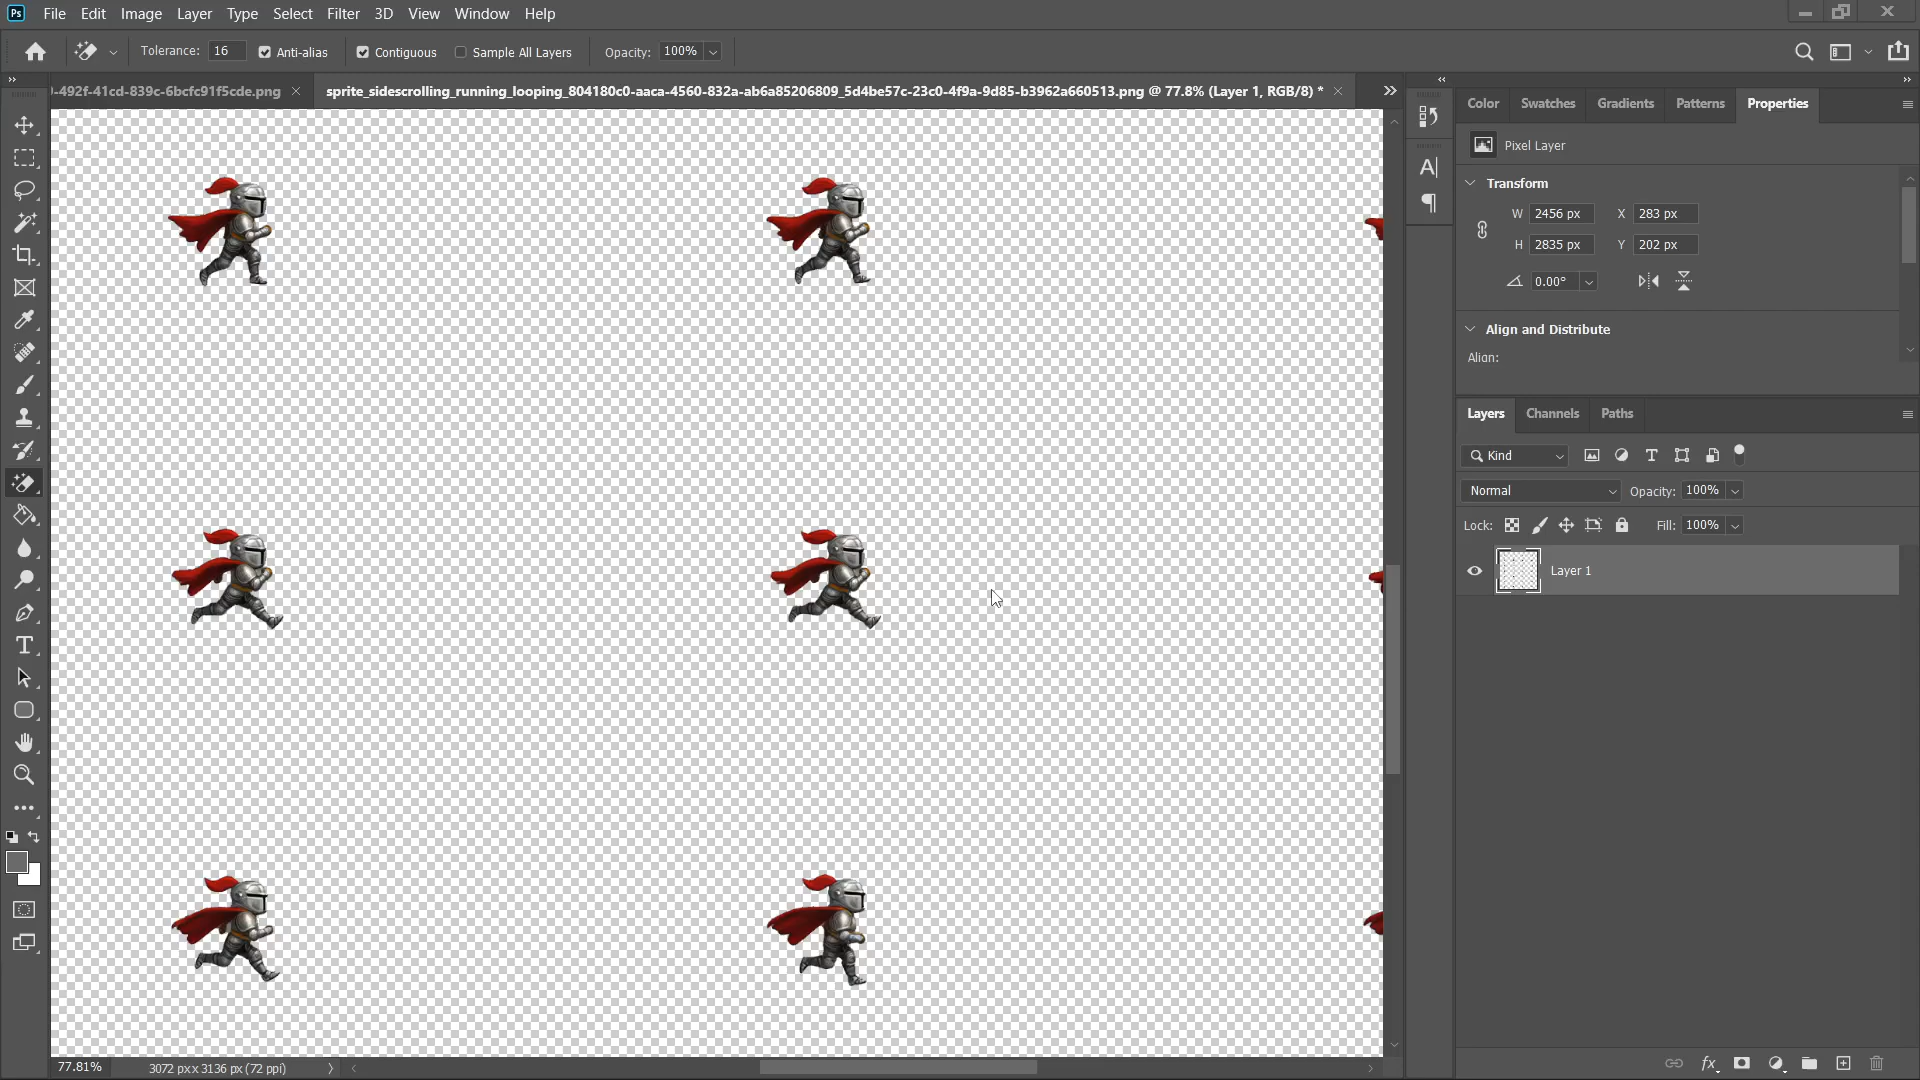 Ps File Edit Image Layer Type Select Filter 3D View Window Help
Tolerance: 16 Anti-alias Contiguous Sample All Layers Opacity: 100%
-492f-41cd-839c-6bcfc91f5cde.png × sprite_sidescrolling_running_looping_804180c0-aaca-4560-832a-ab6a85206809_5d4be57c-23c0-4f9a-9d85-b3962a660513.png @ 77.8% (Layer 1, RGB/8) * ×
Color Swatches Gradients Patterns Properties
Pixel Layer
Transform
W 2456 px X 283 px
H 2835 px Y 202 px
0.00°
Align and Distribute
Align:
Layers Channels Paths
Kind
Normal Opacity: 100%
Lock: Fill: 100%
Layer 1
77.81% 3072 px x 3136 px (72 ppi)